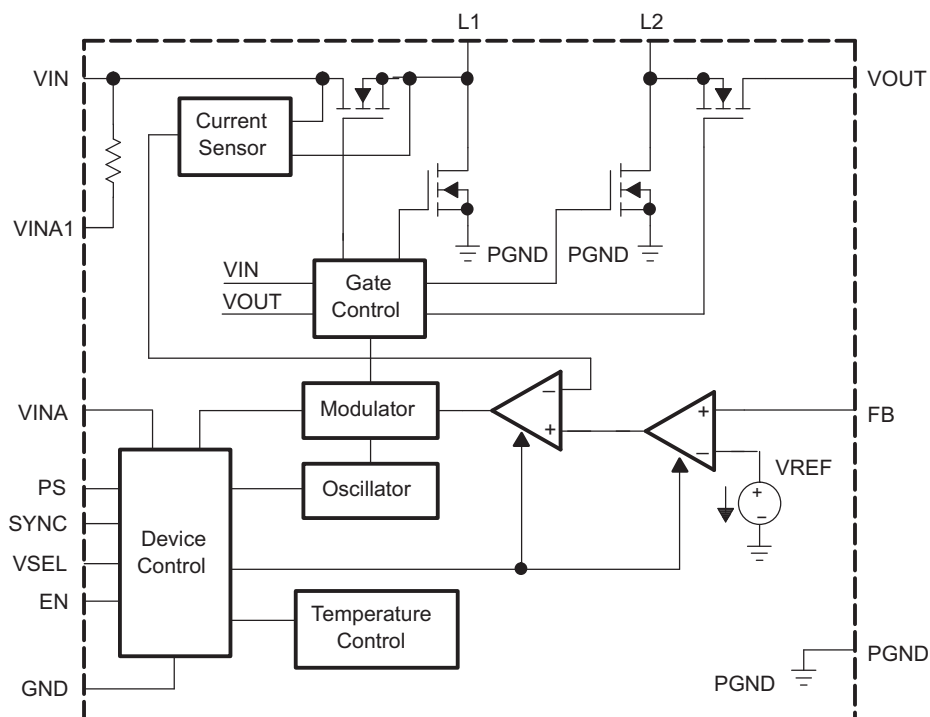 L1
L2
VIN
VOUT
Current
Sensor
VINA1
PGND
PGND
VIN
VOUT
Gate
Control
VINA
Modulator
−
+
+
−
FB
VREF
+
−
PS
SYNC
VSEL
EN
Device
Control
Oscillator
Temperature
Control
GND
PGND
PGND